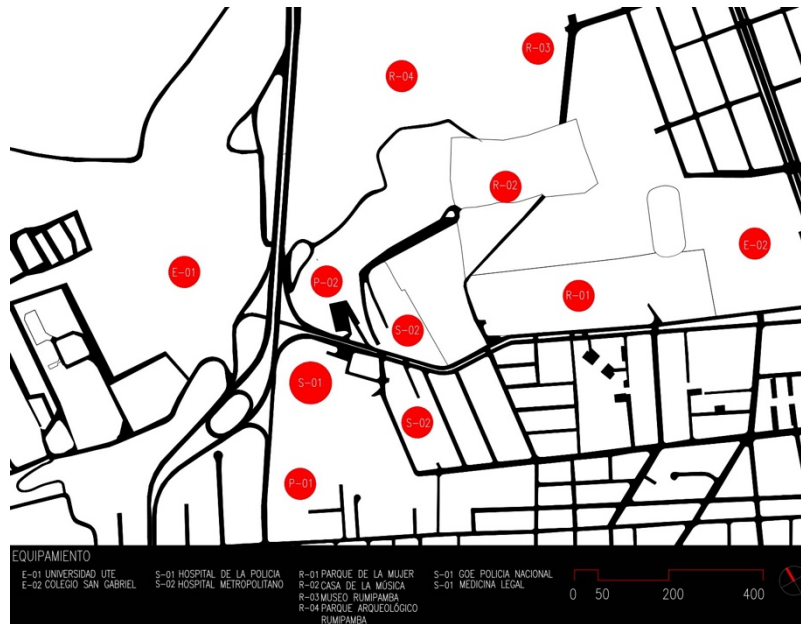 R-03
R-04
R-02
E-02
E-01
P-02
R-01
S-02
S-01
S-02
P-01
EQUIPAMIENTO
E-01 UNIVERSIDAD UTE
E-02 COLEGIO SAN GABRIEL
S-01 HOSPITAL DE LA POLICIA
S-02 HOSPITAL METROPOLITANO
R-01 PARQUE DE LA MUJER
R-02 CASA DE LA MÚSICA
R-03 MUSEO RUMIPAMBA
R-04 PARQUE ARQUEOLÓGICO
RUMIPAMBA
S-01 GOE POLICIA NACIONAL
S-01 MEDICINA LEGAL
0 50 200 400